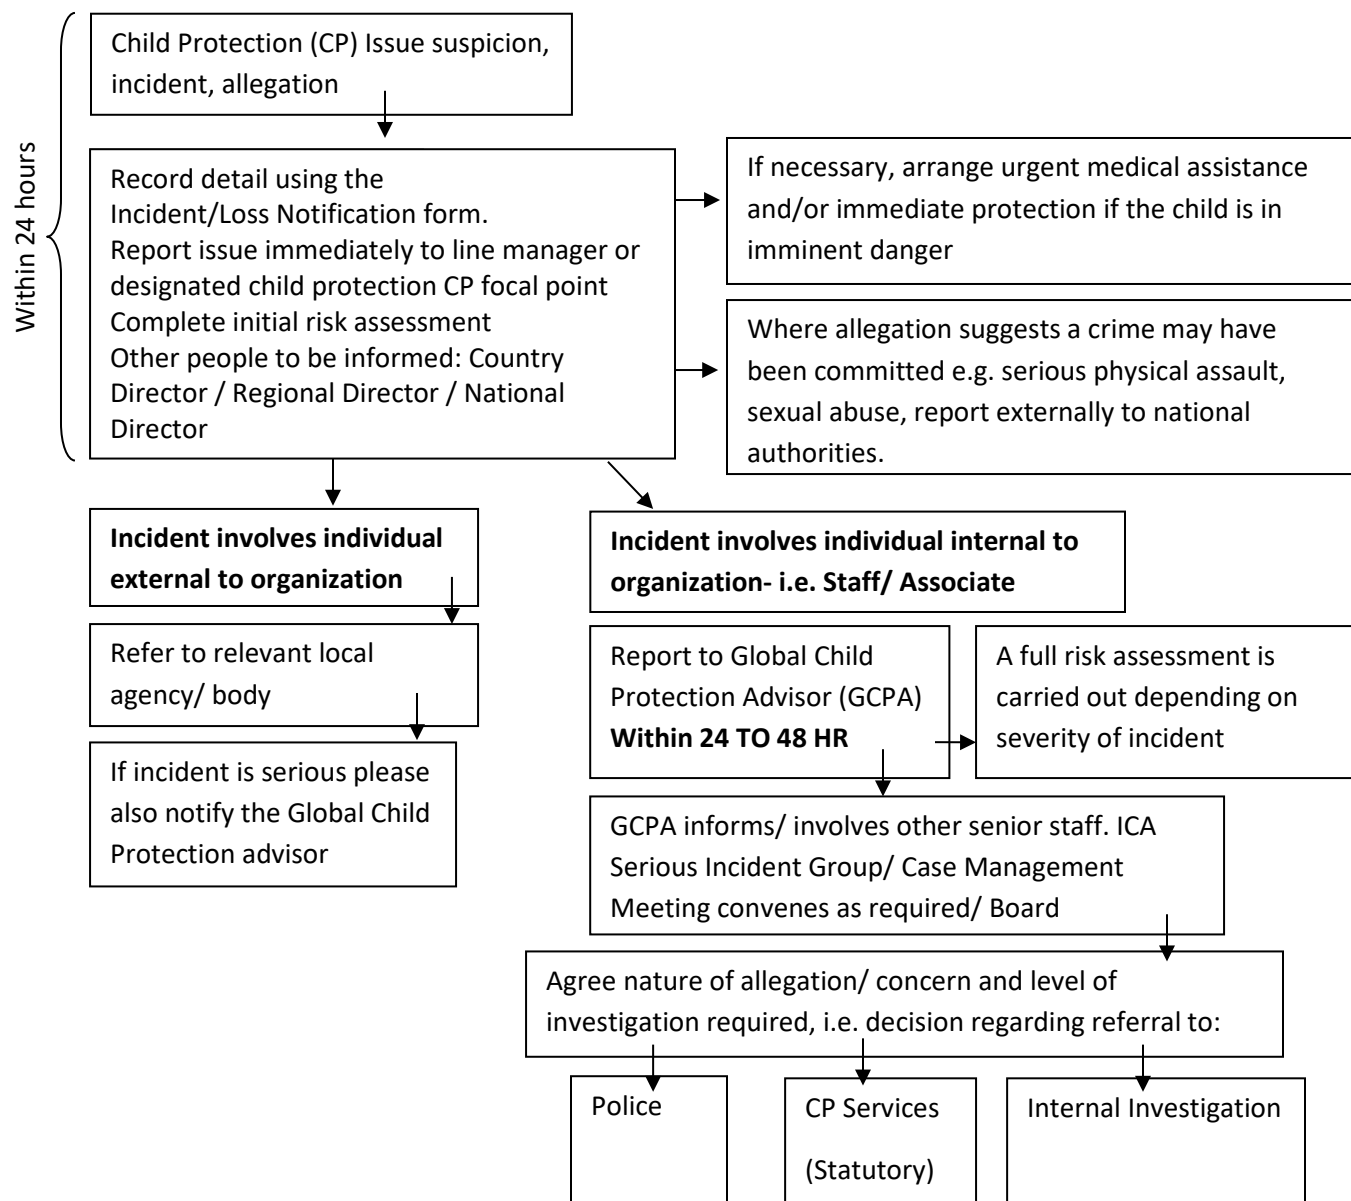 Within 24 hours
Child Protection (CP) Issue suspicion,
incident, allegation
Record detail using the
Incident/Loss Notification form.
Report issue immediately to line manager or
designated child protection CP focal point
Complete initial risk assessment
Other people to be informed: Country
Director / Regional Director / National
Director
If necessary, arrange urgent medical assistance
and/or immediate protection if the child is in
imminent danger
Where allegation suggests a crime may have
been committed e.g. serious physical assault,
sexual abuse, report externally to national
authorities.
Incident involves individual
external to organization
Refer to relevant local
agency/ body
If incident is serious please
also notify the Global Child
Protection advisor
Incident involves individual internal to
organization- i.e. Staff/ Associate
Report to Global Child
Protection Advisor (GCPA)
Within 24 TO 48 HR
A full risk assessment is
carried out depending on
severity of incident
GCPA informs/ involves other senior staff. ICA
Serious Incident Group/ Case Management
Meeting convenes as required/ Board
Agree nature of allegation/ concern and level of
investigation required, i.e. decision regarding referral to:
Police
CP Services
(Statutory)
Internal Investigation